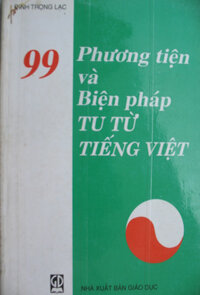 ĐINH TRỌNG LẠC
99 Phương tiện
và
Biện pháp
TU TỪ
TIẾNG VIỆT
NHÀ XUẤT BẢN GIÁO DỤC